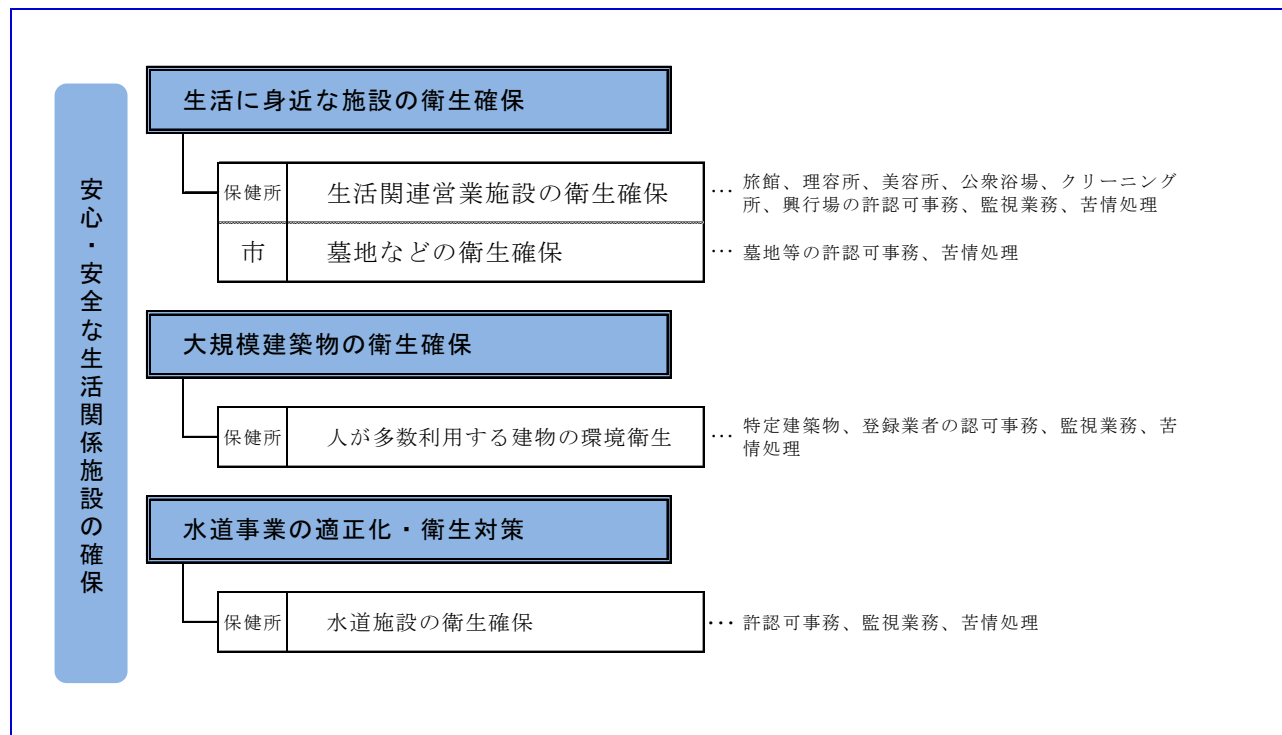 安心・安全な生活関係施設の確保
生活に身近な施設の衛生確保
保健所 生活関連営業施設の衛生確保 … 旅館、理容所、美容所、公衆浴場、クリーニング
所、興行場の許認可事務、監視業務、苦情処理
市 墓地などの衛生確保 … 墓地等の許認可事務、苦情処理
大規模建築物の衛生確保
保健所 人が多数利用する建物の環境衛生 … 特定建築物、登録業者の認可事務、監視業務、苦
情処理
水道事業の適正化・衛生対策
保健所 水道施設の衛生確保 … 許認可事務、監視業務、苦情処理